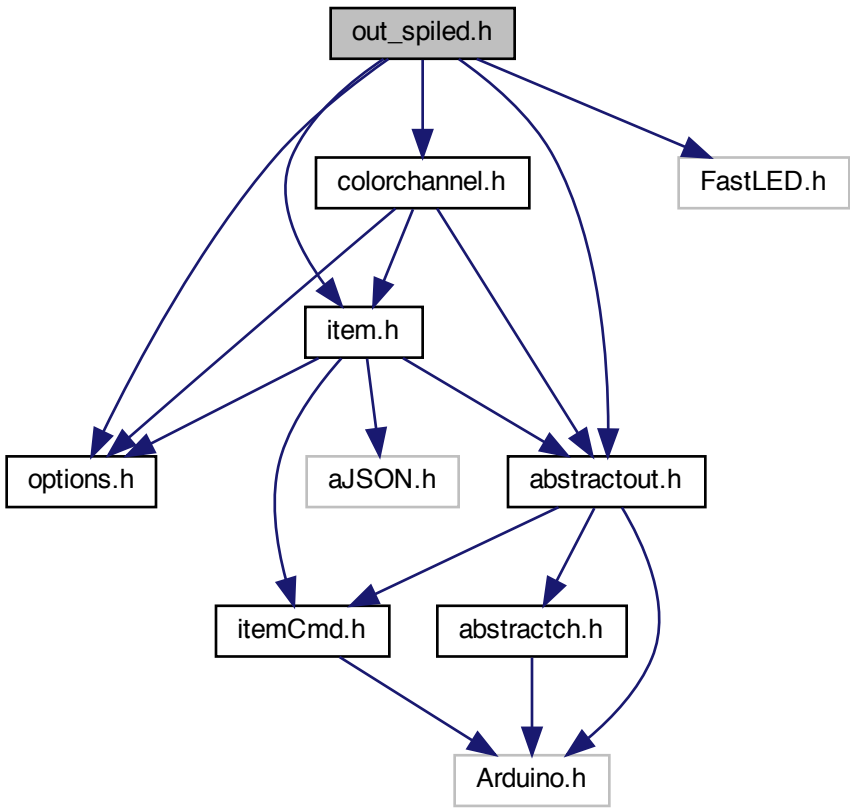 out_spiled.h
colorchannel.h
FastLED.h
item.h
options.h
aJSON.h
abstractout.h
itemCmd.h
abstractch.h
Arduino.h